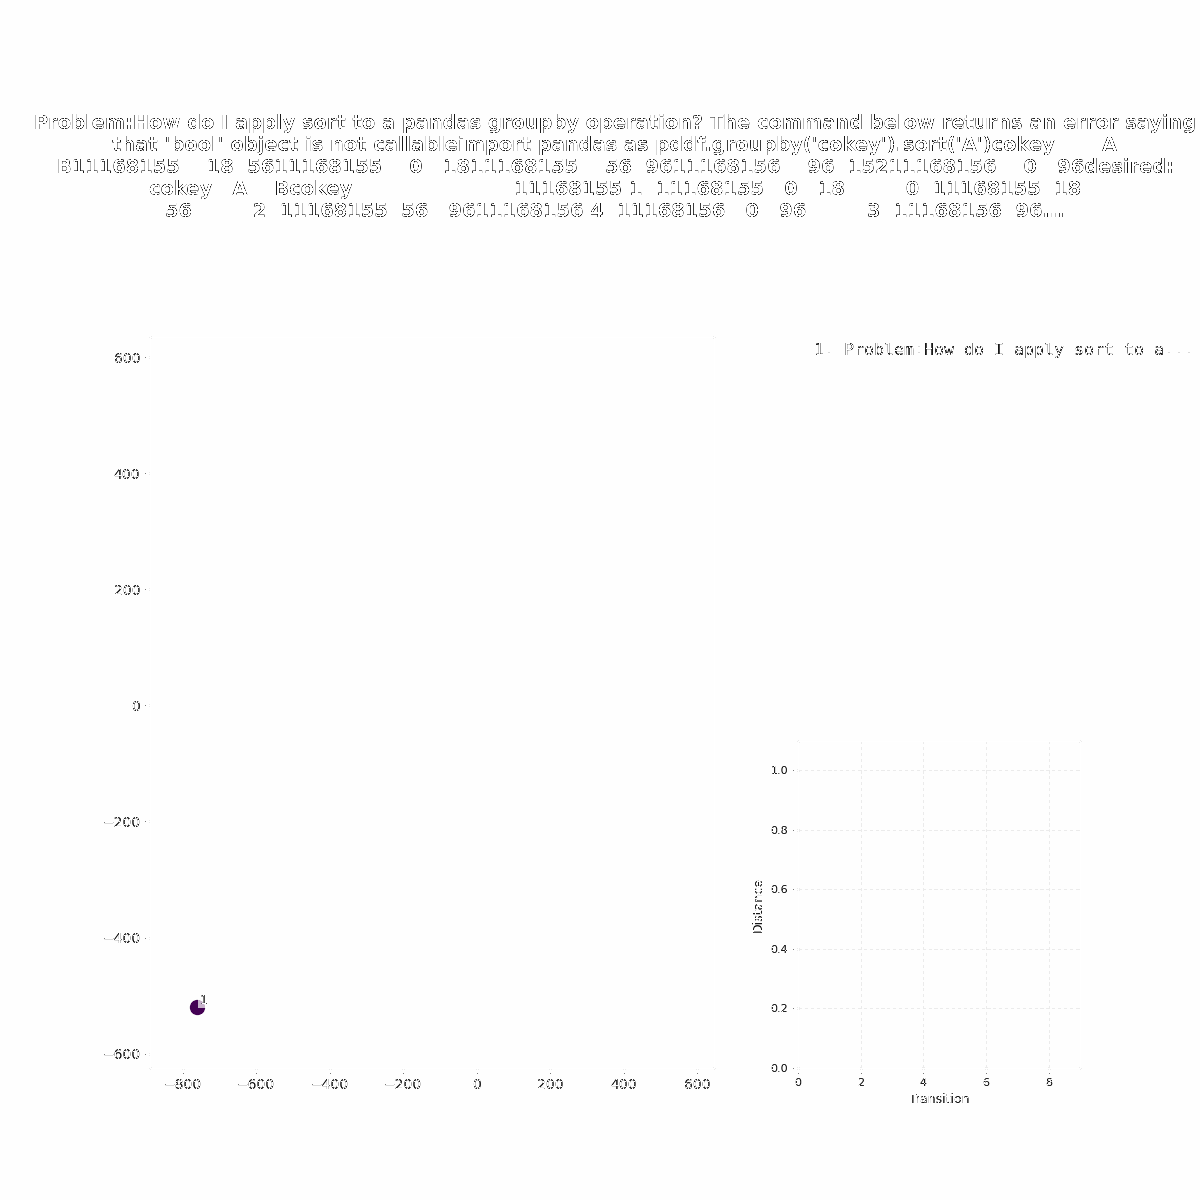 Problem:How do I apply sort to a pandas groupby operation? The command below returns an error saying
that 'bool' object is not callableimport pandas as pddf.groupby('cokey').sort('A')cokey       A
B11168155    18  5611168155    0   1811168155    56  9611168156    96  15211168156    0   96desired:
cokey   A    Bcokey                        11168155 1  11168155   0   18         0  11168155  18
56         2  11168155  56   9611168156 4  11168156   0   96         3  11168156  96....
1. Problem:How do I apply sort to a...
600
400
200
0
−200
−400
−600
1
−800 −600 −400 −200 0 200 400 600
1.0
0.8
0.6
0.4
0.2
0.0
Distance
0 2 4 6 8
Transition